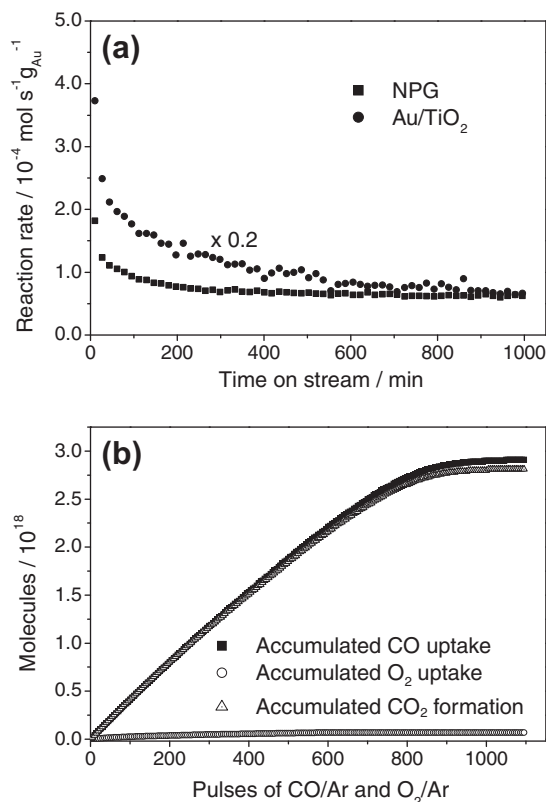 (a)
Reaction rate / 10⁻⁴ mol s⁻¹g_Au⁻¹
5.0
4.0
3.0
2.0
1.0
0.0
NPG
Au/TiO₂
x 0.2
0 200 400 600 800 1000
Time on stream / min
(b)
Molecules / 10¹⁸
3.0
2.5
2.0
1.5
1.0
0.5
0.0
Accumulated CO uptake
Accumulated O₂ uptake
Accumulated CO₂ formation
0 200 400 600 800 1000
Pulses of CO/Ar and O₂/Ar